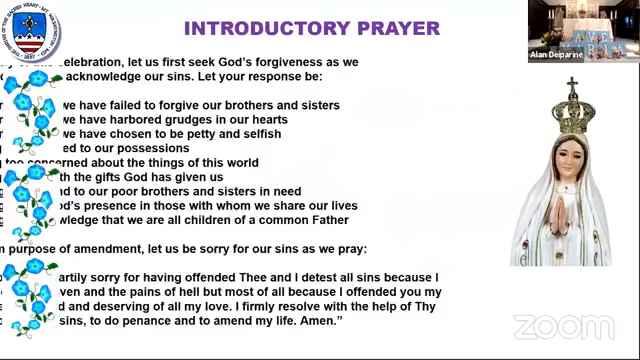 INTRODUCTORY PRAYER
elebration, let us first seek God's forgiveness as we
acknowledge our sins. Let your response be:
we have failed to forgive our brothers and sisters
we have harbored grudges in our hearts
we have chosen to be petty and selfish
ed to our possessions
too concerned about the things of this world
th the gifts God has given us
nd to our poor brothers and sisters in need
od's presence in those with whom we share our lives
wledge that we are all children of a common Father
purpose of amendment, let us be sorry for our sins as we pray:
artily sorry for having offended Thee and I detest all sins because I
ven and the pains of hell but most of all because I offended you my
d and deserving of all my love. I firmly resolve with the help of Thy
sins, to do penance and to amend my life. Amen."
Alan Deiparine
AVE
MARIA
zoom